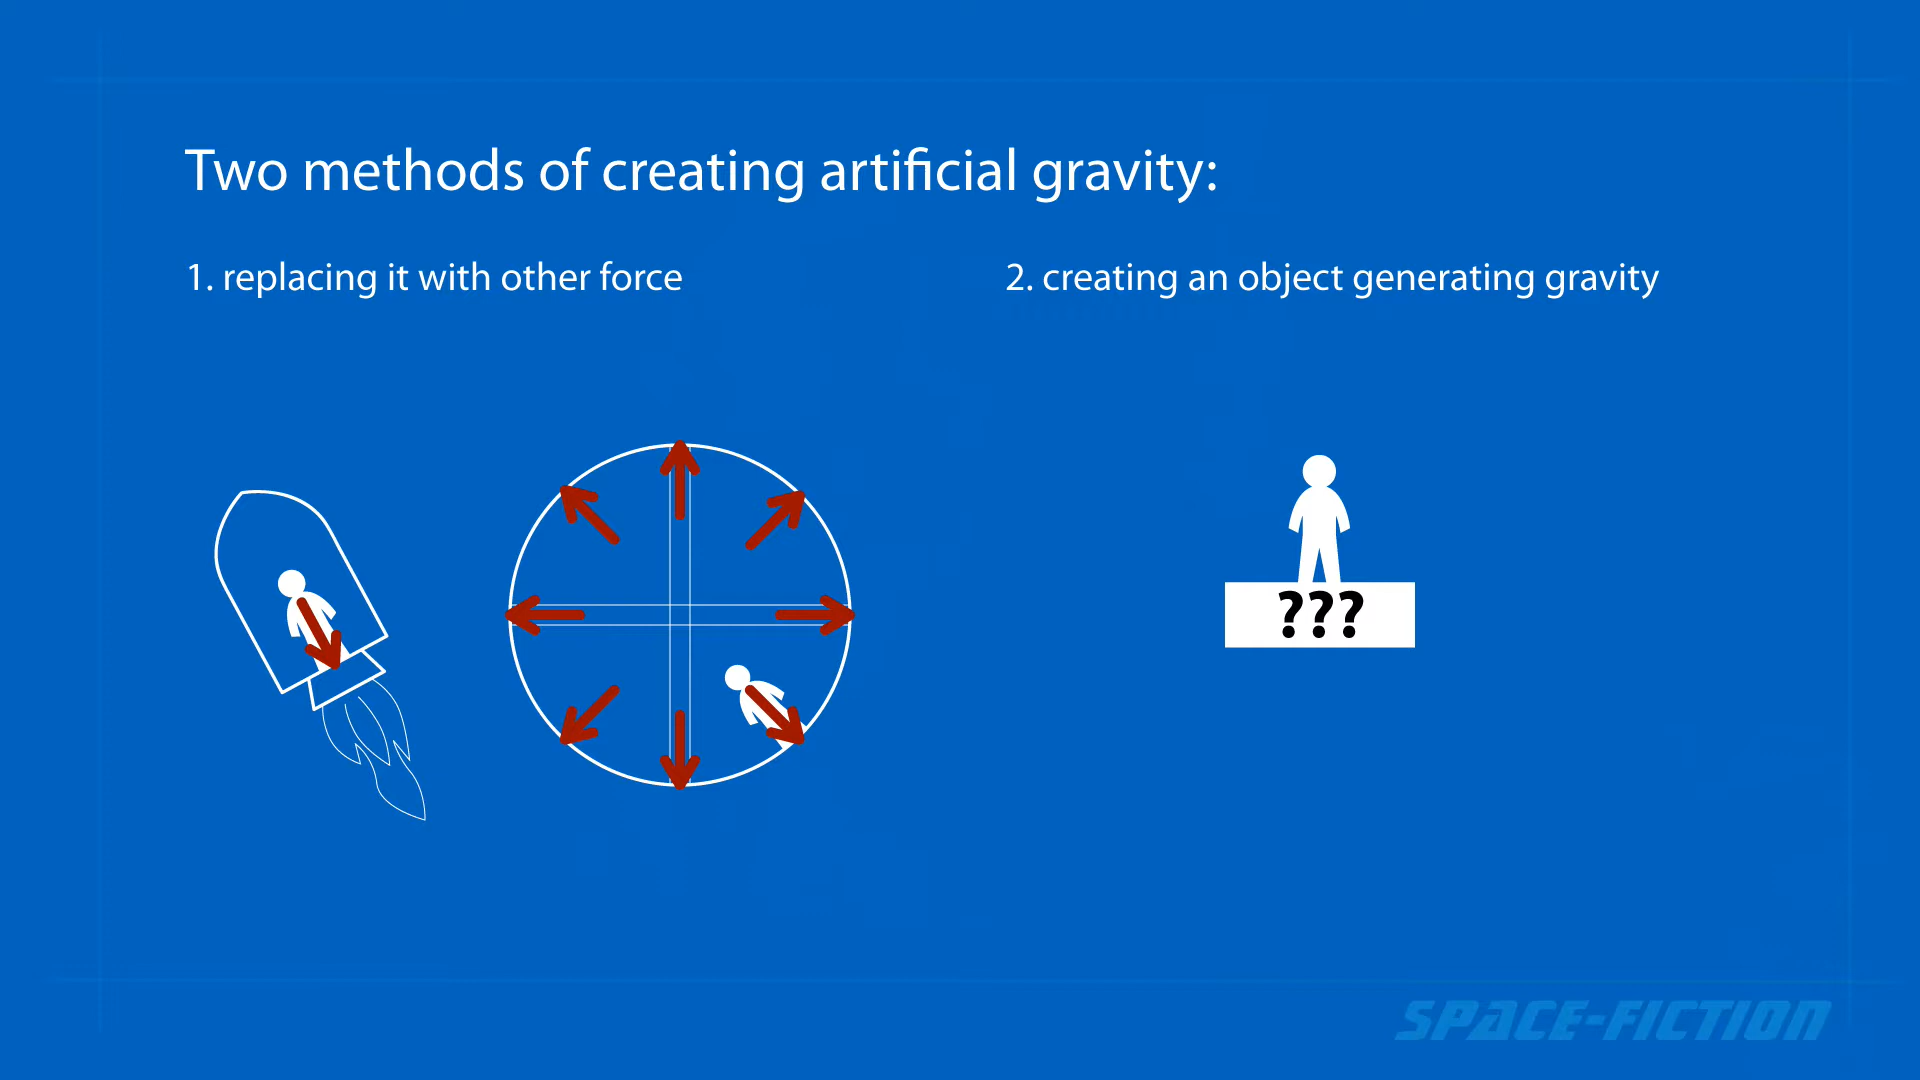 Two methods of creating artificial gravity:
1. replacing it with other force
2. creating an object generating gravity
???
SPACE-FICTION